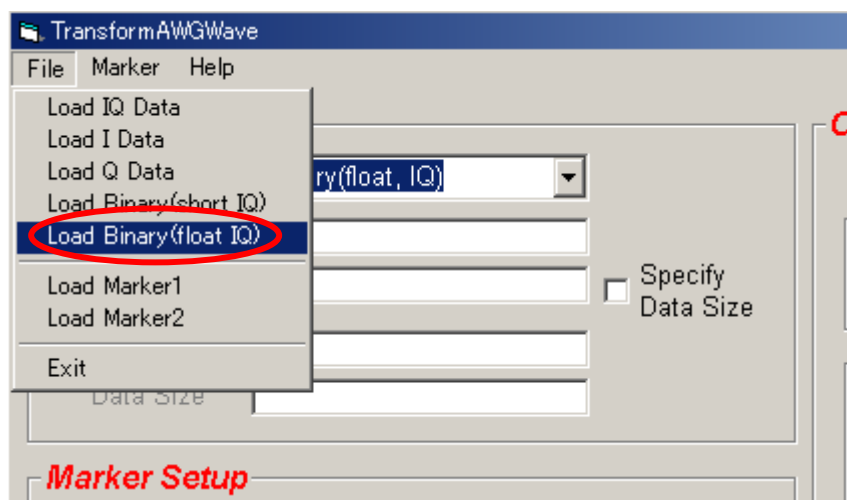 TransformAWGWave
File Marker Help
Load IQ Data
Load I Data
Load Q Data
Load Binary(short IQ)
Load Binary(float IQ)
Load Marker1
Load Marker2
Exit
ry(float, IQ)
Specify
Data Size
Data Size
Marker Setup